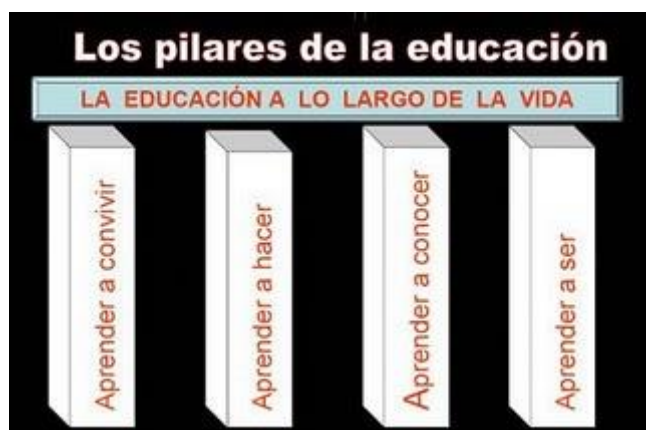 Los pilares de la educación
LA EDUCACIÓN A LO LARGO DE LA VIDA
Aprender a convivir
Aprender a hacer
Aprender a conocer
Aprender a ser